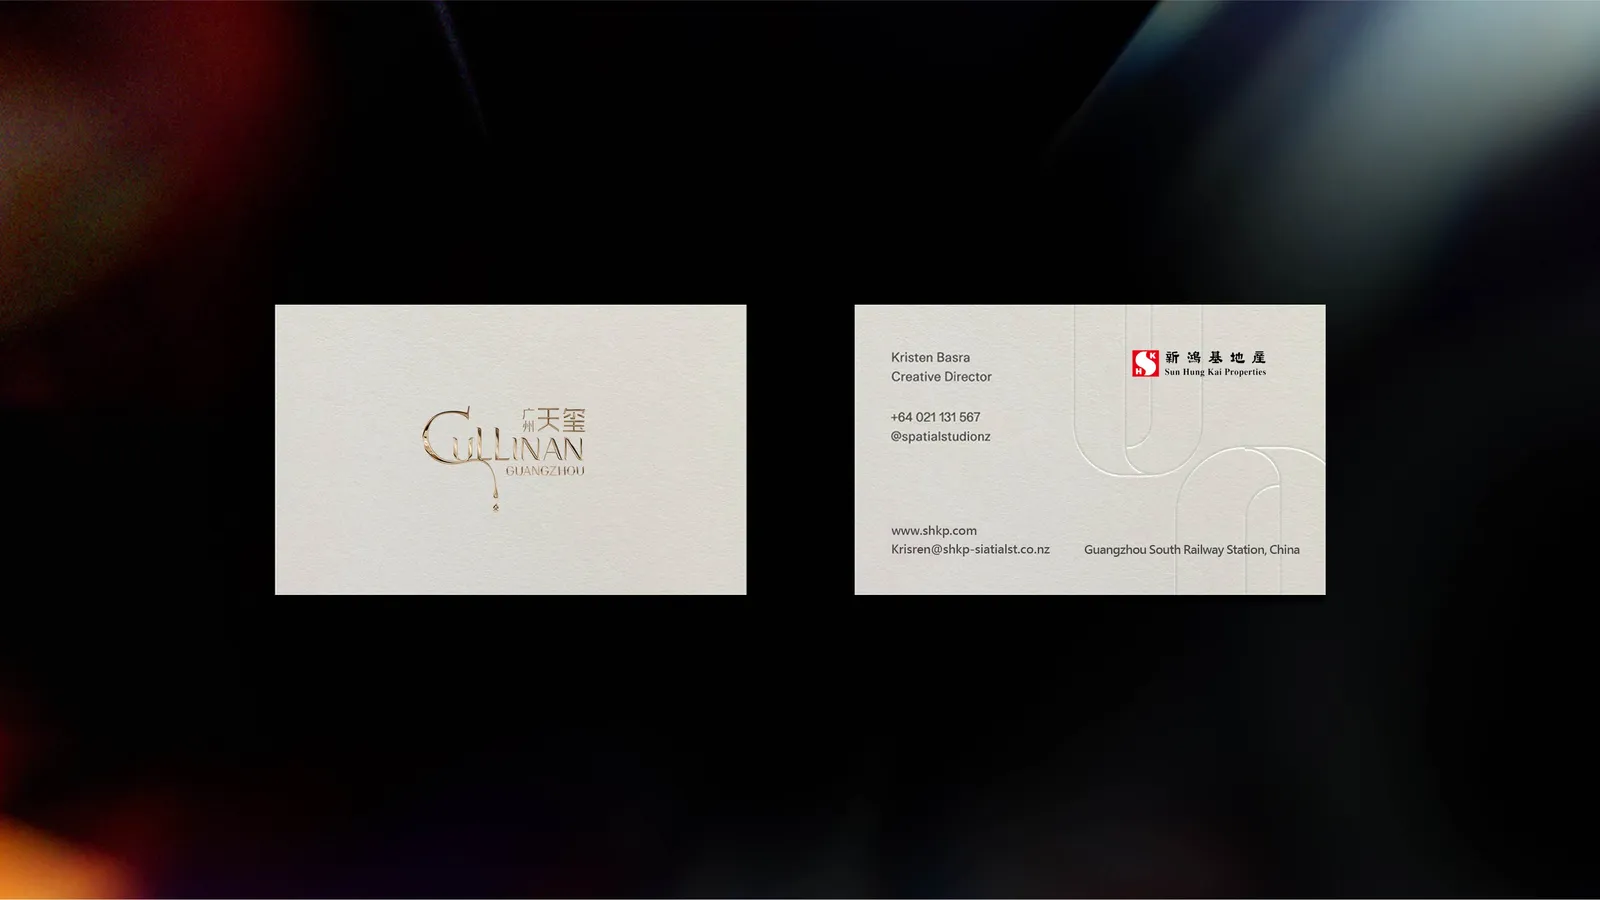 广州 天玺
CULLINAN
GUANGZHOU
Kristen Basra
Creative Director
+64 021 131 567
@spatialstudionz
www.shkp.com
Krisren@shkp-siatialst.co.nz
SHK
新鴻基地產
Sun Hung Kai Properties
Guangzhou South Railway Station, China